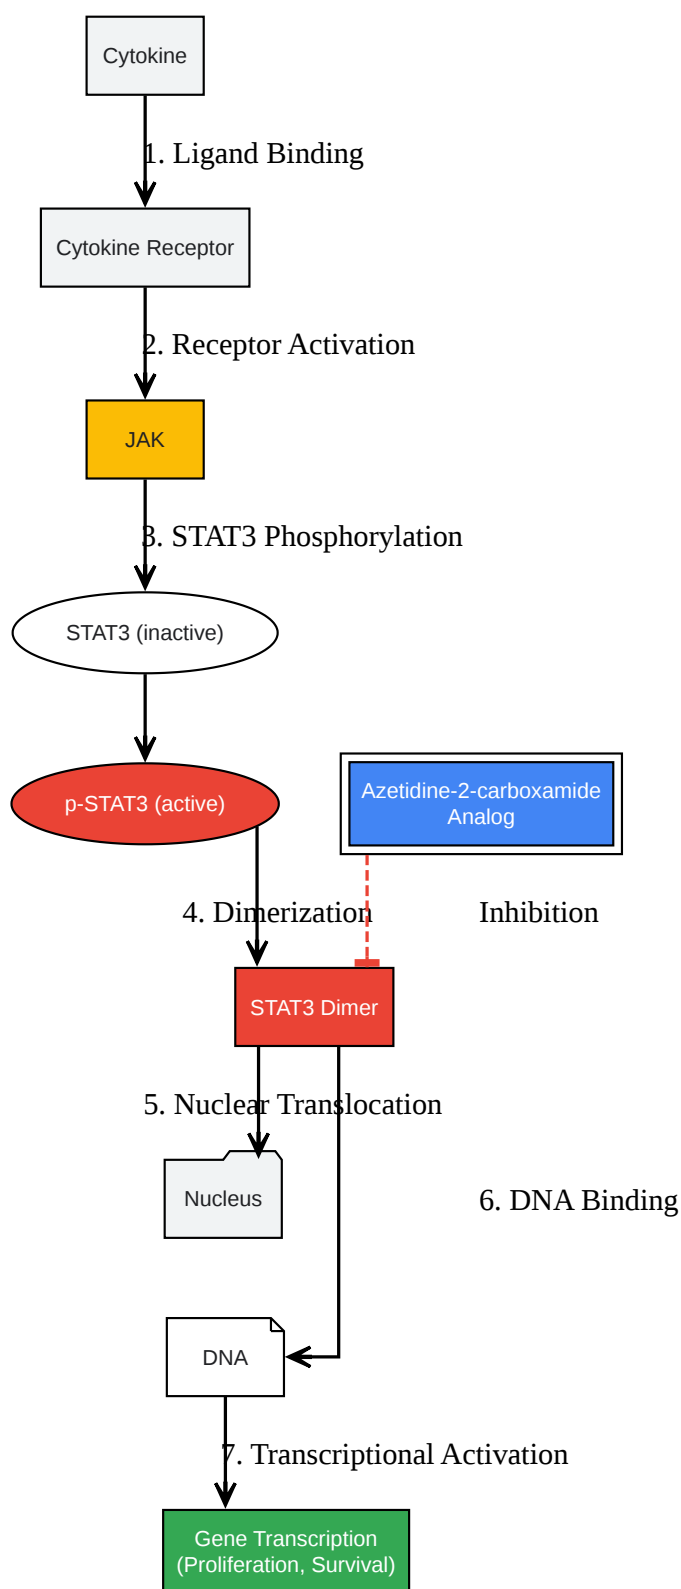 Cytokine
1. Ligand Binding
Cytokine Receptor
2. Receptor Activation
JAK
3. STAT3 Phosphorylation
STAT3 (inactive)
p-STAT3 (active)
Azetidine-2-carboxamide
Analog
4. Dimerization
Inhibition
STAT3 Dimer
5. Nuclear Translocation
Nucleus
6. DNA Binding
DNA
7. Transcriptional Activation
Gene Transcription
(Proliferation, Survival)